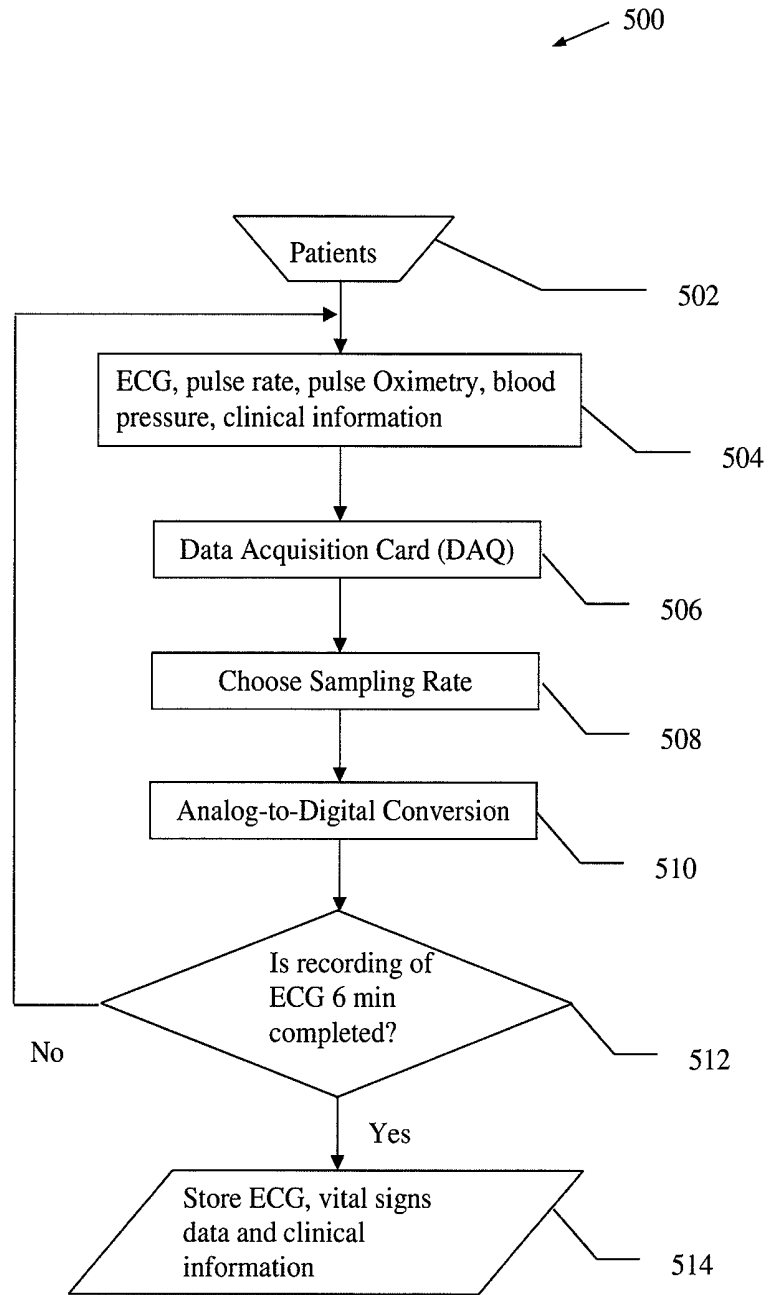 500
Patients
502
ECG, pulse rate, pulse Oximetry, blood
pressure, clinical information
504
Data Acquisition Card (DAQ)
506
Choose Sampling Rate
508
Analog-to-Digital Conversion
510
Is recording of
ECG 6 min
completed?
No
512
Yes
Store ECG, vital signs
data and clinical
information
514